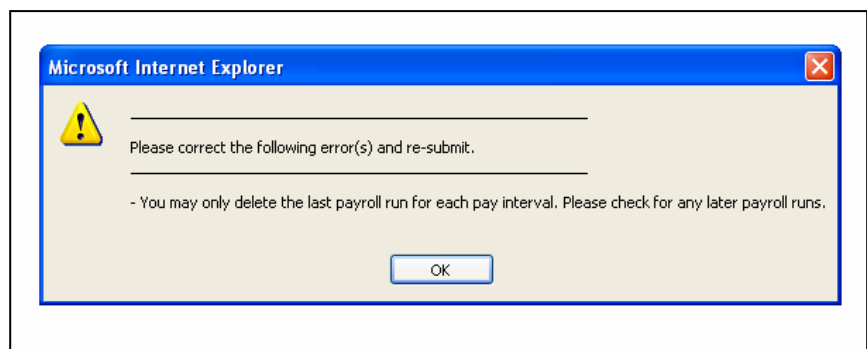 Microsoft Internet Explorer
Please correct the following error(s) and re-submit.
- You may only delete the last payroll run for each pay interval. Please check for any later payroll runs.
OK